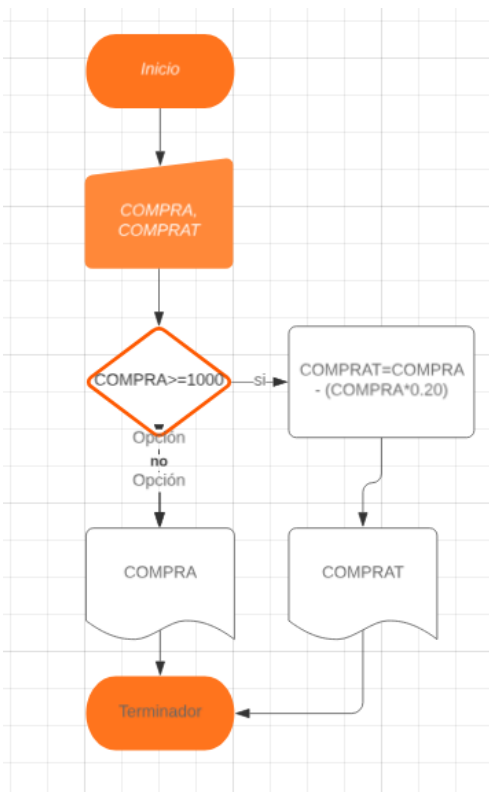 Inicio
COMPRA,
COMPRAT
COMPRA>=1000
si
COMPRAT=COMPRA
- (COMPRA*0.20)
Opción
no
Opción
COMPRA
COMPRAT
Terminador